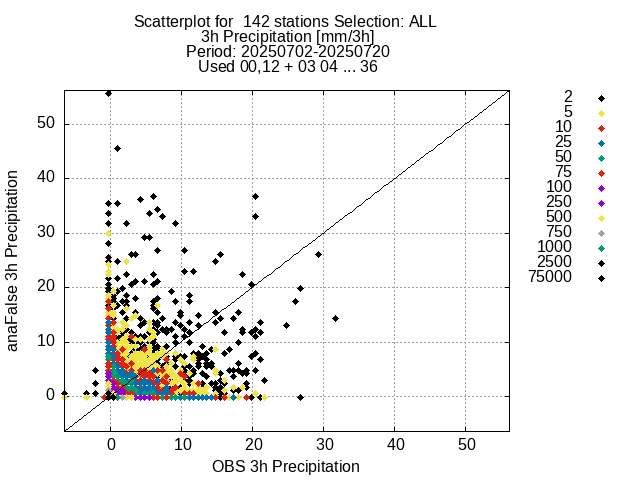 Scatterplot for  142 stations Selection: ALL
3h Precipitation [mm/3h]
Period: 20250702-20250720
Used 00,12 + 03 04 ... 36
2
5
10
25
50
75
100
250
500
750
1000
2500
75000
50
40
30
20
10
0
anaFalse 3h Precipitation
0 10 20 30 40 50
OBS 3h Precipitation